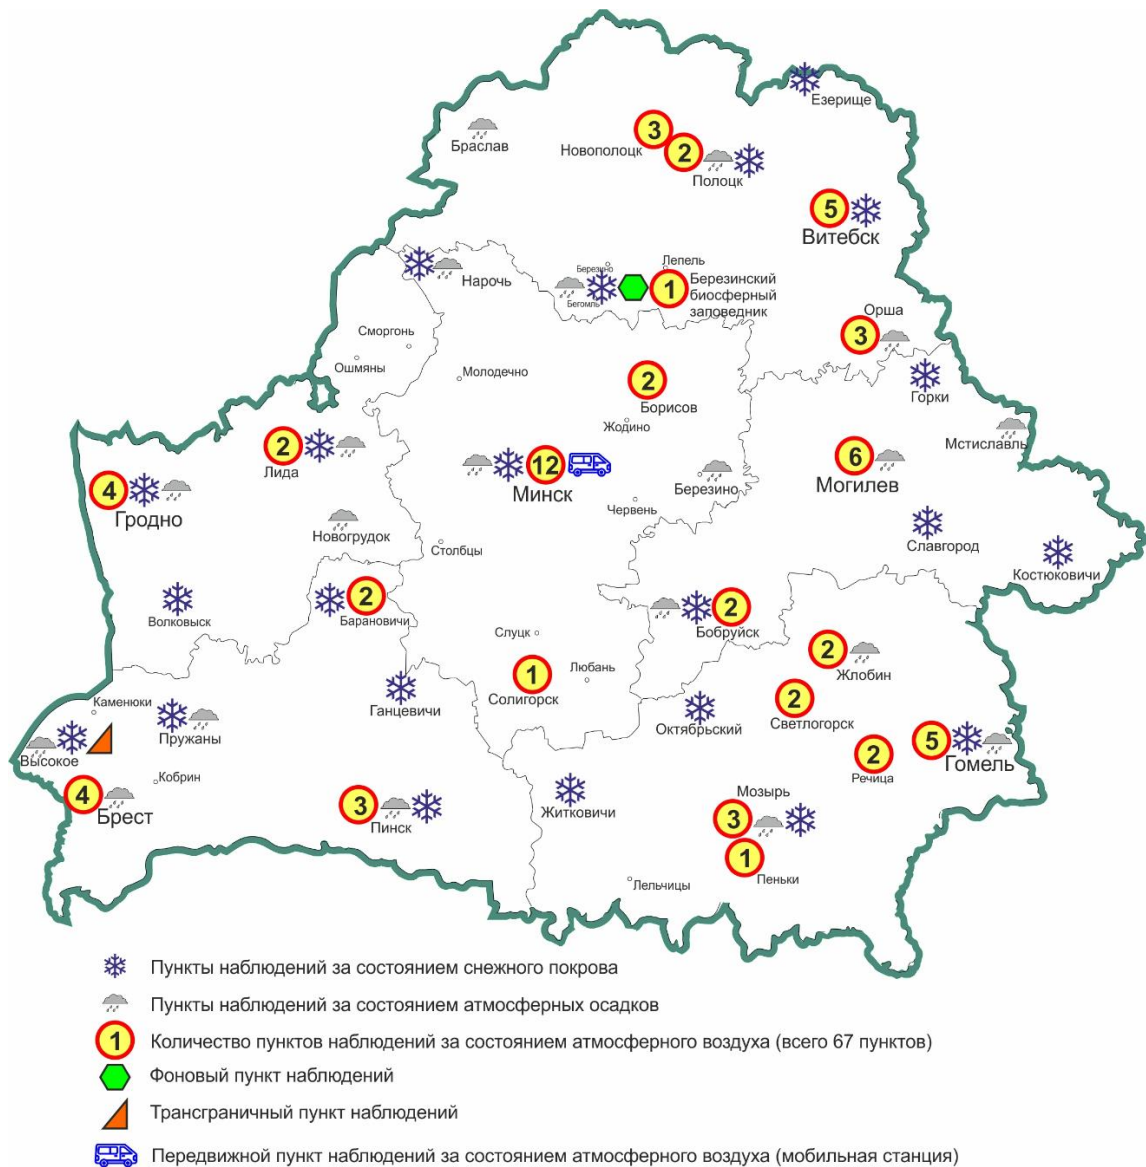 Езерище
Браслав
3
Новополоцк
2
Полоцк
5
Витебск
Нарочь
Березино
Бегомль
Лепель
1
Березинский
биосферный
заповедник
Орша
3
Сморгонь
Ошмяны
Молодечно
2
Борисов
Жодино
Горки
Мстиславль
2
Лида
4
Гродно
12
Минск
Березино
6
Могилев
Червень
Новогрудок
Столбцы
Славгород
Костюковичи
Волковыск
2
Барановичи
2
Бобруйск
Слуцк
Любань
1
Солигорск
2
Жлобин
Каменюки
Ганцевичи
Пружаны
Октябрьский
2
Светлогорск
5
Гомель
Высокое
2
Речица
Кобрин
4
Брест
3
Пинск
Житковичи
Мозырь
3
1
Пеньки
Лельчицы
Пункты наблюдений за состоянием снежного покрова
Пункты наблюдений за состоянием атмосферных осадков
1 Количество пунктов наблюдений за состоянием атмосферного воздуха (всего 67 пунктов)
Фоновый пункт наблюдений
Трансграничный пункт наблюдений
Передвижной пункт наблюдений за состоянием атмосферного воздуха (мобильная станция)